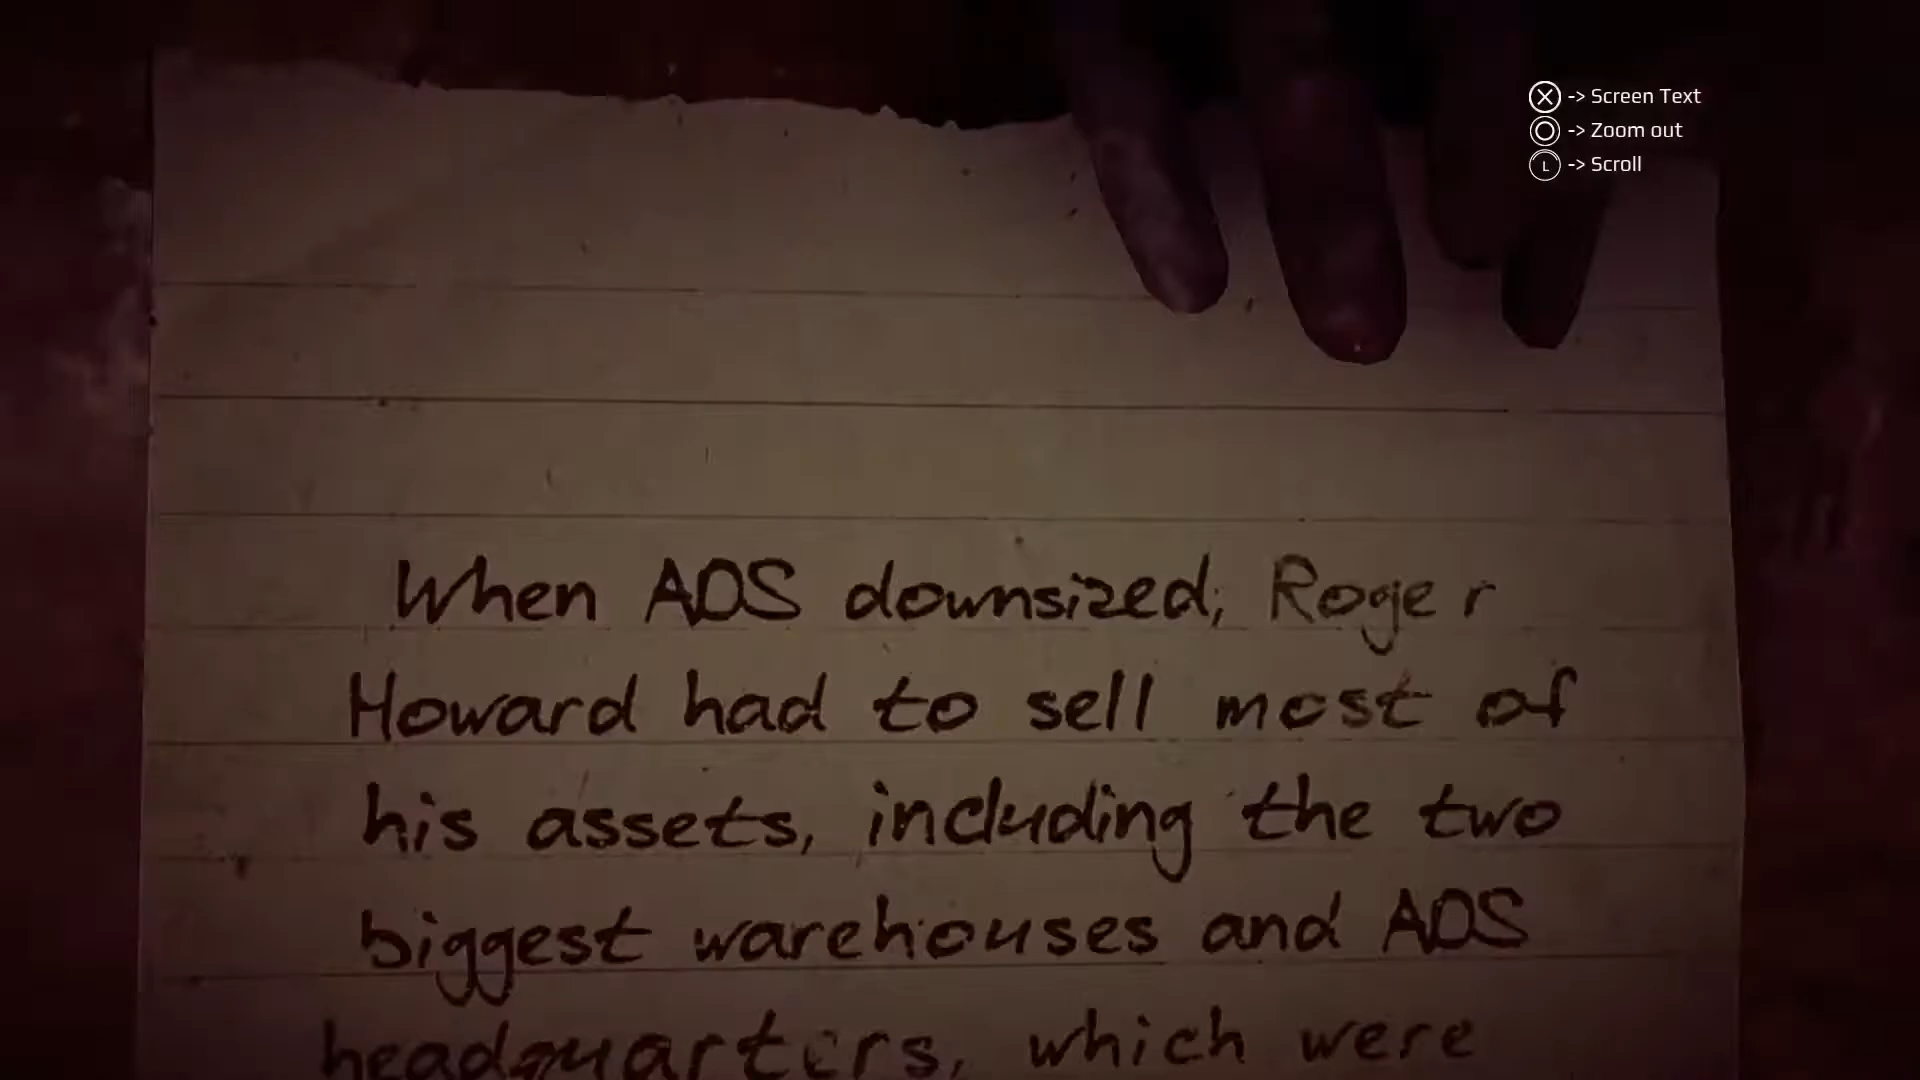 -> Screen Text
-> Zoom out
L -> Scroll
When AOS downsized, Roger
Howard had to sell most of
his assets, including the two
biggest warehouses and AOS
headquarters, which were